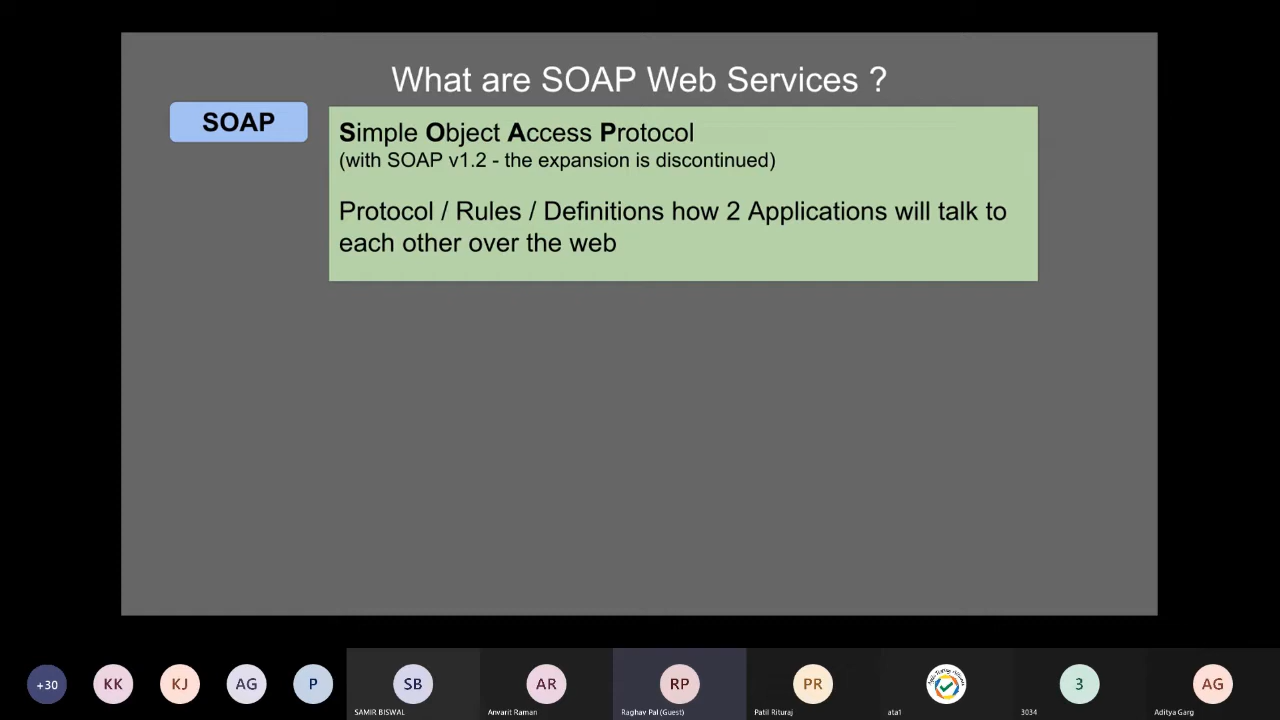 What are SOAP Web Services ?
SOAP
Simple Object Access Protocol
(with SOAP v1.2 - the expansion is discontinued)
Protocol / Rules / Definitions how 2 Applications will talk to
each other over the web
+30
KK
KJ
AG
P
SB
SAMIR BISWAL
AR
Anvarit Raman
RP
Raghav Pal (Guest)
PR
Patil Rituraj
ata1
3
3034
AG
Aditya Garg